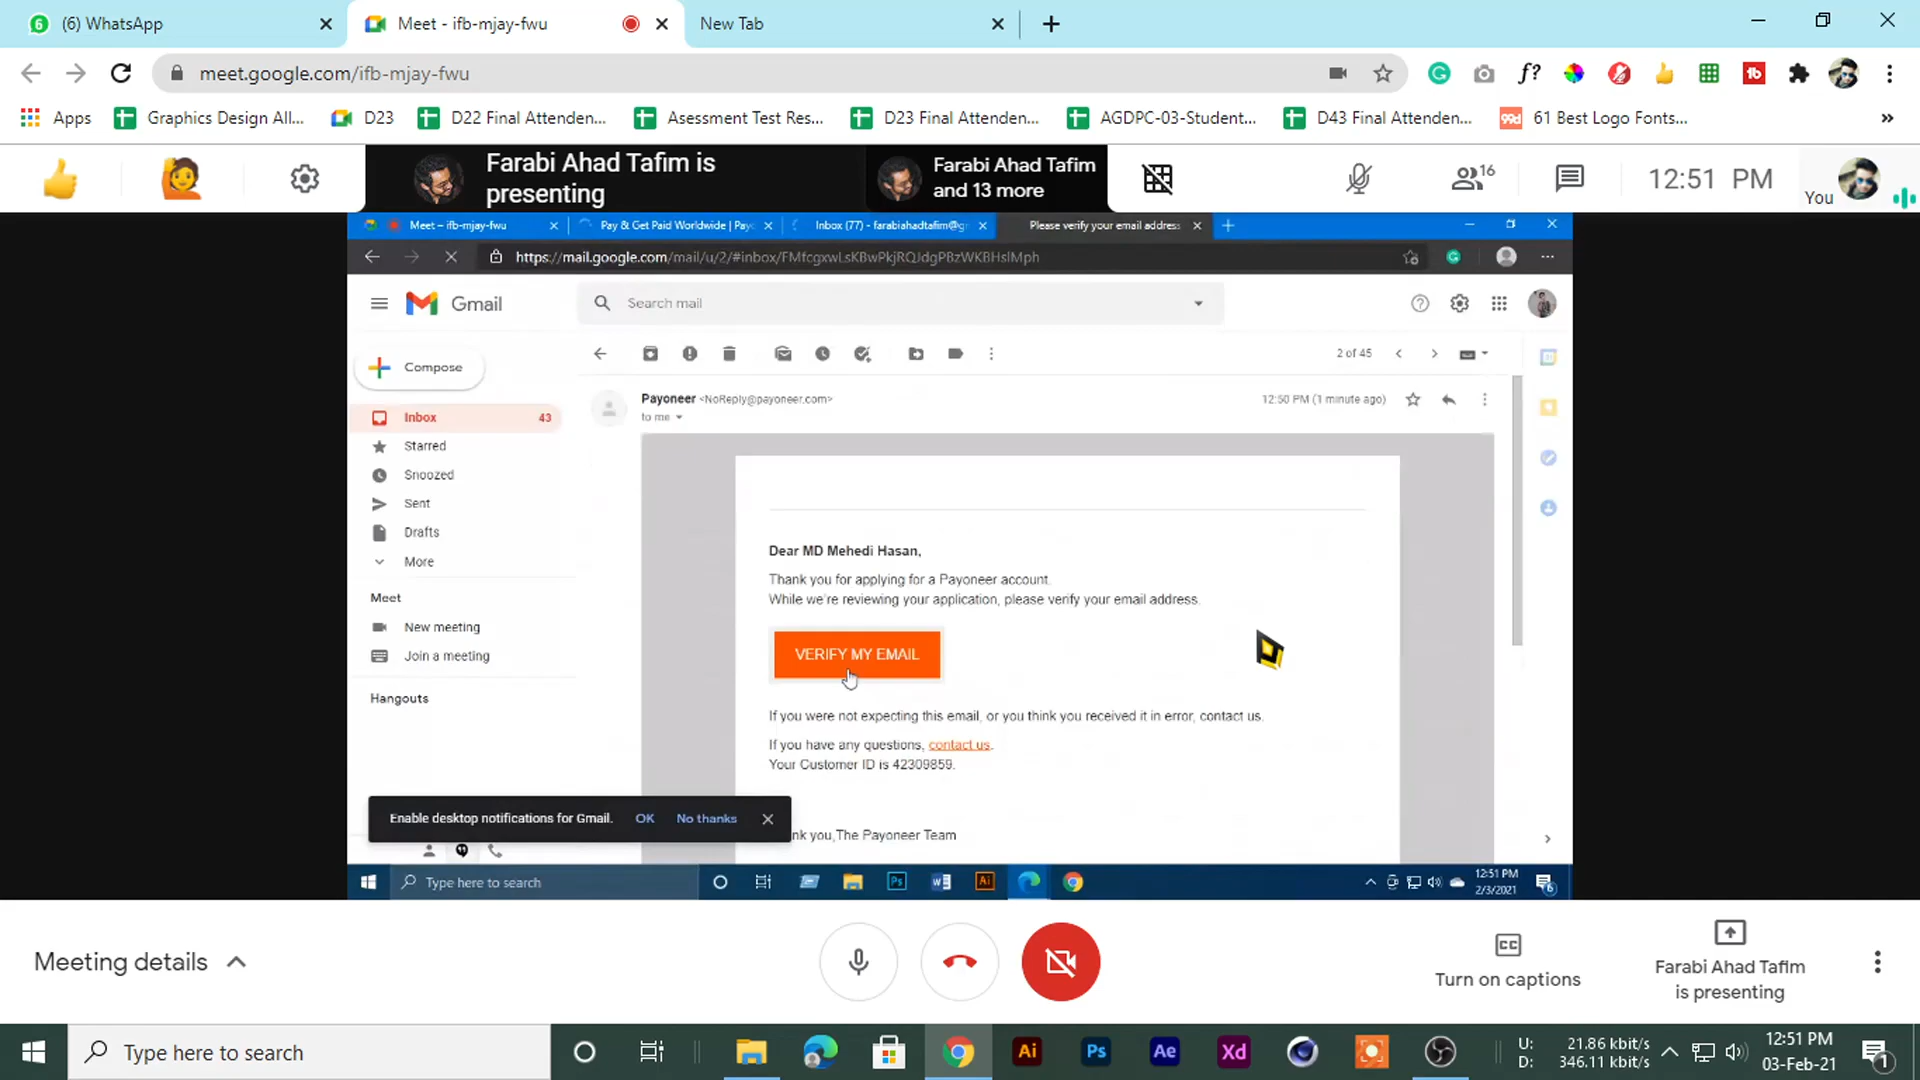 (6) WhatsApp
Meet - ifb-mjay-fwu
New Tab
meet.google.com/ifb-mjay-fwu
f?
Apps
Graphics Design All...
D23
D22 Final Attenden...
Asessment Test Res...
D23 Final Attenden...
AGDPC-03-Student...
D43 Final Attenden...
99d
61 Best Logo Fonts...
»
Farabi Ahad Tafim is
presenting
Farabi Ahad Tafim
and 13 more
16
12:51 PM
You
Meet – ifb-mjay-fwu
Pay & Get Paid Worldwide | Pay
Inbox (77) - farabiahadtafim@g
Please verify your email address
https://mail.google.com/mail/u/2/#inbox/FMfcgxwLsKBwPkjRQJdgPBzWKBHslMph
Gmail
Search mail
Compose
2 of 45
Inbox 43
Starred
Snoozed
Sent
Drafts
More
Meet
New meeting
Join a meeting
Hangouts
Payoneer <NoReply@payoneer.com>
to me
12:50 PM (1 minute ago)
Dear MD Mehedi Hasan,
Thank you for applying for a Payoneer account.
While we're reviewing your application, please verify your email address.
VERIFY MY EMAIL
If you were not expecting this email, or you think you received it in error, contact us.
If you have any questions, contact us.
Your Customer ID is 42309859.
Enable desktop notifications for Gmail. OK No thanks
nk you,The Payoneer Team
Type here to search
Ps
Ai
12:51 PM
2/3/2021
6
Meeting details
CC
Turn on captions
Farabi Ahad Tafim
is presenting
Type here to search
Ai
Ps
Ae
Xd
U: 21.86 kbit/s
D: 346.11 kbit/s
12:51 PM
03-Feb-21
1